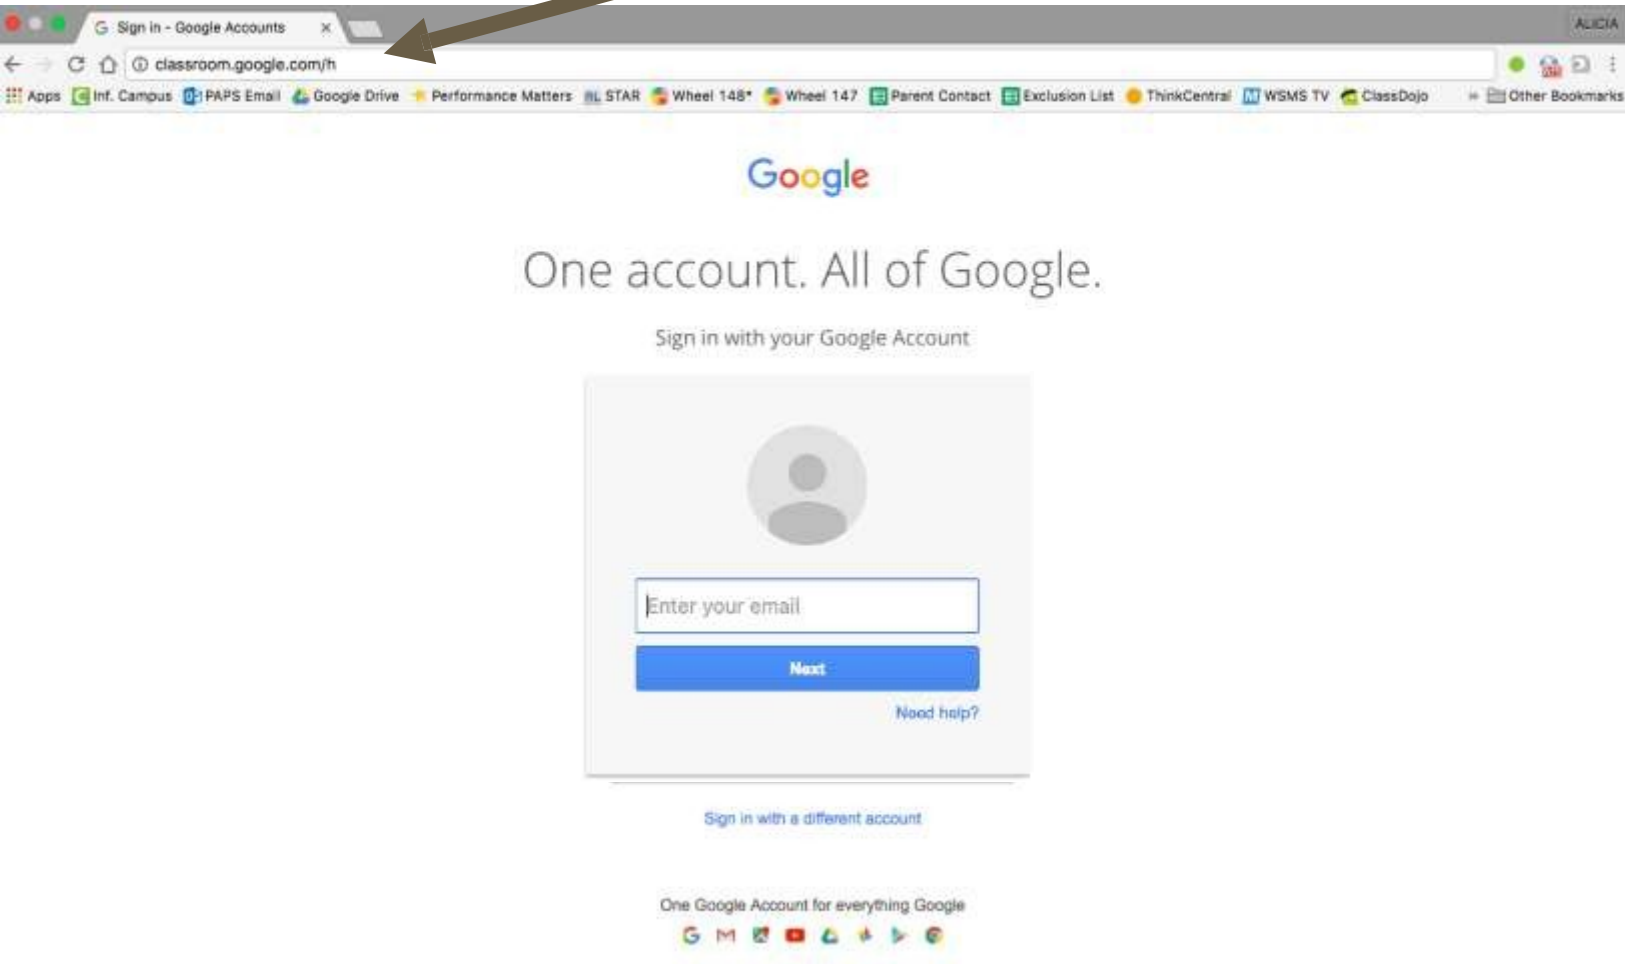 Sign in - Google Accounts
ALICIA
classroom.google.com/h
Apps Inf. Campus PAPS Email Google Drive Performance Matters RL STAR Wheel 148* Wheel 147 Parent Contact Exclusion List ThinkCentral WSMS TV ClassDojo » Other Bookmarks
Google
One account. All of Google.
Sign in with your Google Account
Enter your email
Next
Need help?
Sign in with a different account
One Google Account for everything Google